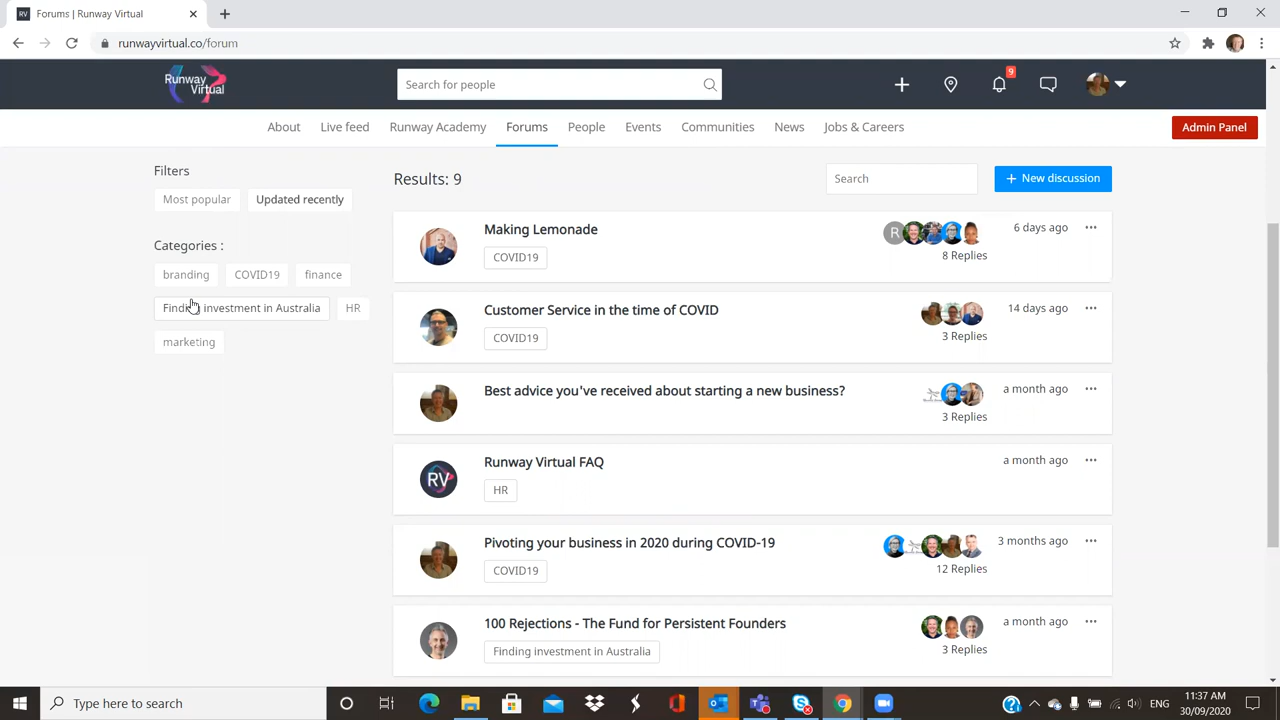 RV Forums | Runway Virtual
runwayvirtual.co/forum
Runway
Virtual
Search for people
9
About Live feed Runway Academy Forums People Events Communities News Jobs & Careers Admin Panel
Filters
Most popular Updated recently
Categories :
branding COVID19 finance
Finding investment in Australia HR
marketing
Results: 9
Search
+ New discussion
Making Lemonade
COVID19
R
6 days ago
8 Replies
Customer Service in the time of COVID
COVID19
14 days ago
3 Replies
Best advice you've received about starting a new business?
a month ago
3 Replies
RV
Runway Virtual FAQ
HR
a month ago
Pivoting your business in 2020 during COVID-19
COVID19
3 months ago
12 Replies
100 Rejections - The Fund for Persistent Founders
Finding investment in Australia
a month ago
3 Replies
Type here to search
ENG
11:37 AM
30/09/2020